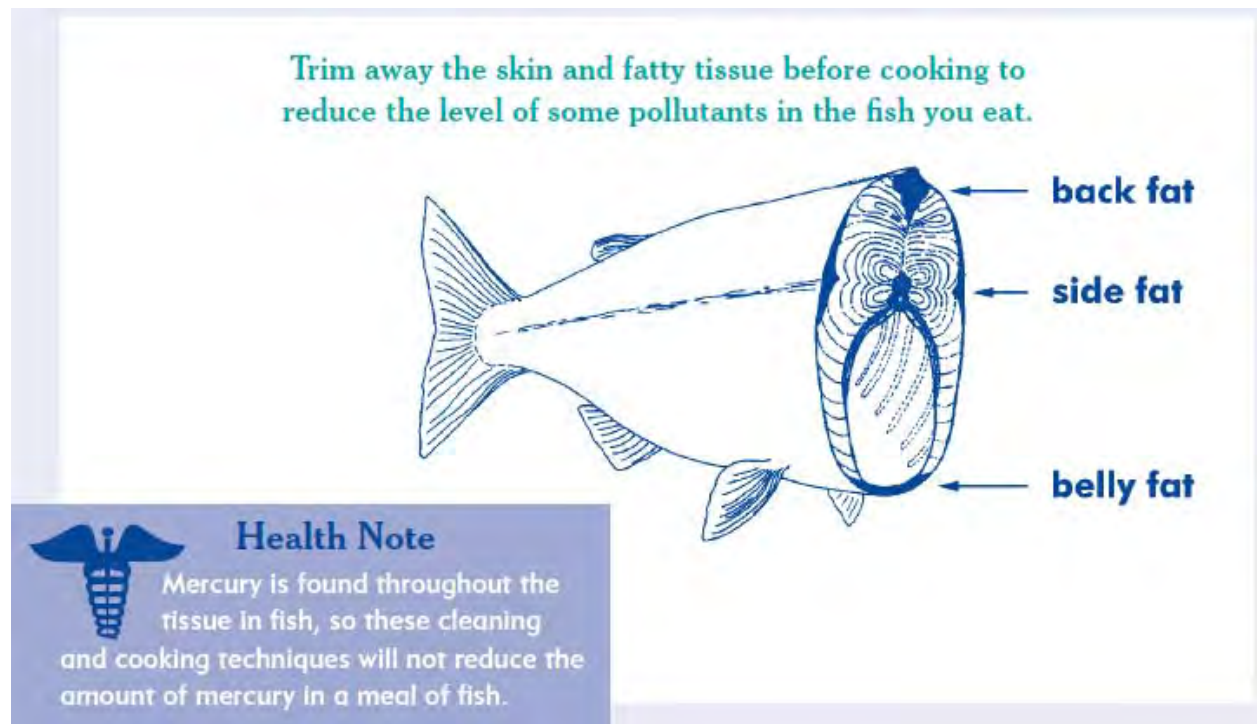 Trim away the skin and fatty tissue before cooking to
reduce the level of some pollutants in the fish you eat.
back fat
side fat
belly fat
Health Note
Mercury is found throughout the
tissue in fish, so these cleaning
and cooking techniques will not reduce the
amount of mercury in a meal of fish.